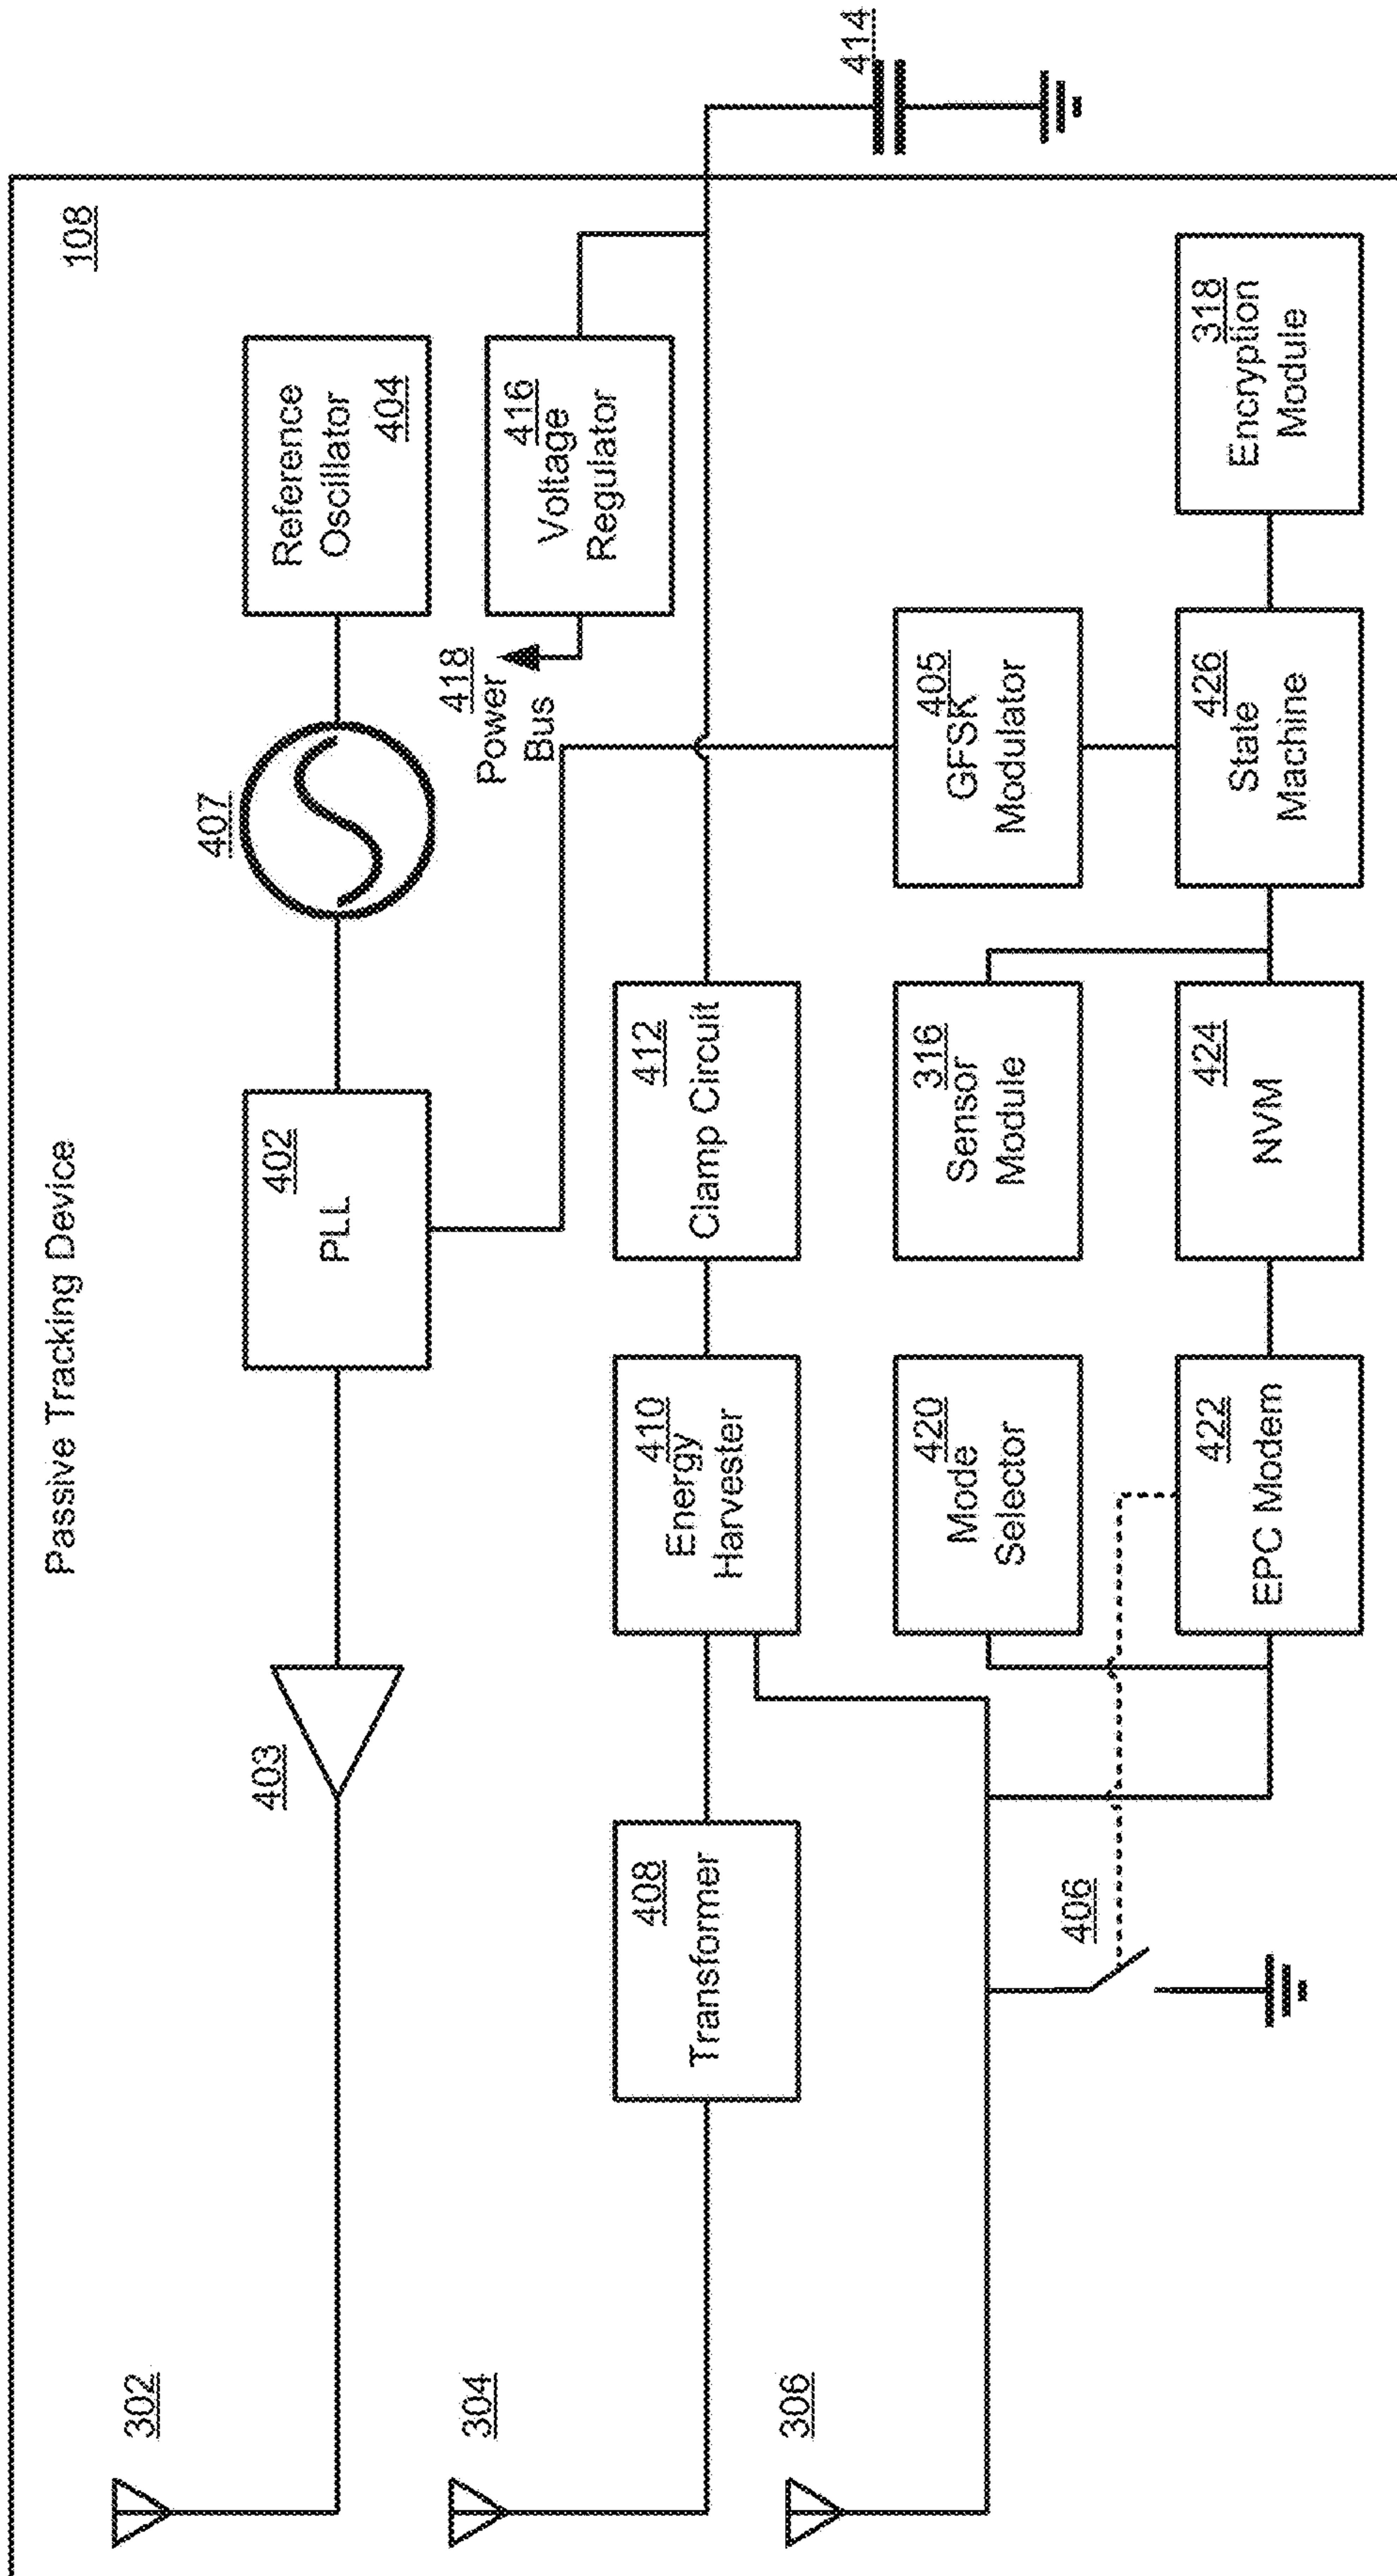 Passive Tracking Device
108
302
403
402
PLL
407
Reference
Oscillator
404
304
408
Transformer
410
Energy
Harvester
412
Clamp Circuit
418
Power
Bus
416
Voltage
Regulator
414
306
406
420
Mode
Selector
316
Sensor
Module
405
GFSK
Modulator
422
EPC Modem
424
NVM
426
State
Machine
318
Encryption
Module